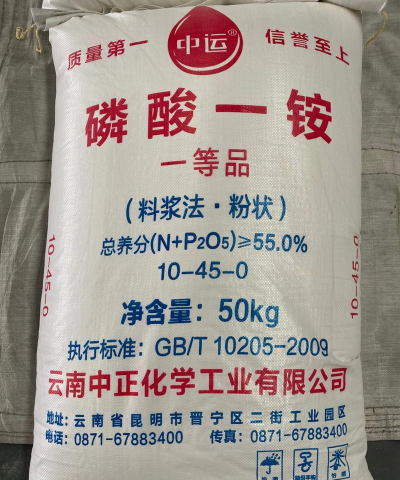 质量第一 中运® 信誉至上
磷酸一铵
一等品
(料浆法·粉状)
总养分(N+P2O5)≥55.0%
10-45-0
10-45-0
10-45-0
净含量：50kg
执行标准：GB/T 10205-2009
云南中正化学工业有限公司
地址：云南省昆明市晋宁区二街工业园区
电话：0871-67883400 传真：0871-67883400